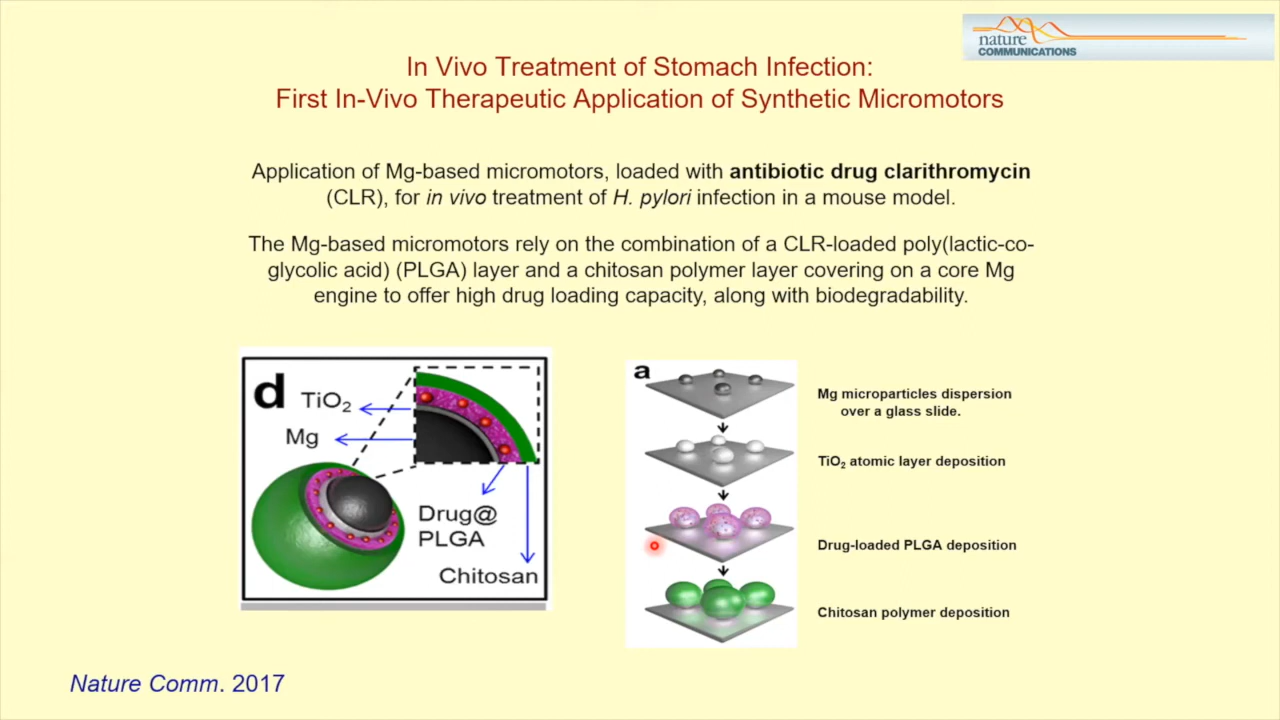 nature
COMMUNICATIONS
In Vivo Treatment of Stomach Infection:
First In-Vivo Therapeutic Application of Synthetic Micromotors
Application of Mg-based micromotors, loaded with antibiotic drug clarithromycin
(CLR), for in vivo treatment of H. pylori infection in a mouse model.
The Mg-based micromotors rely on the combination of a CLR-loaded poly(lactic-co-
glycolic acid) (PLGA) layer and a chitosan polymer layer covering on a core Mg
engine to offer high drug loading capacity, along with biodegradability.
d
TiO₂
Mg
Drug@
PLGA
Chitosan
a
Mg microparticles dispersion
over a glass slide.
TiO₂ atomic layer deposition
Drug-loaded PLGA deposition
Chitosan polymer deposition
Nature Comm. 2017